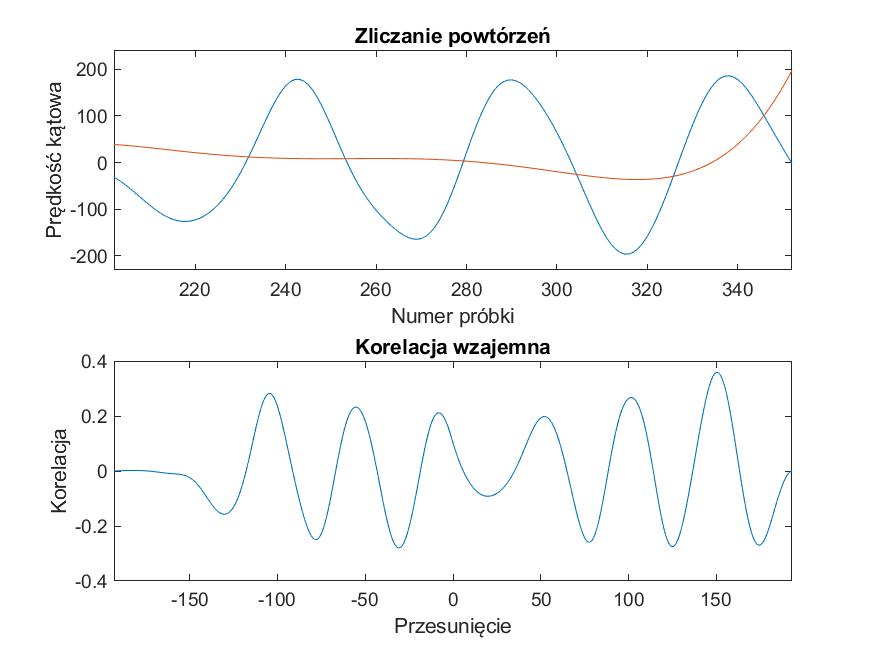 Zliczanie powtórzeń
200
100
0
-100
-200
Prędkość kątowa
220 240 260 280 300 320 340
Numer próbki
Korelacja wzajemna
0.4
0.2
0
-0.2
-0.4
Korelacja
-150 -100 -50 0 50 100 150
Przesunięcie